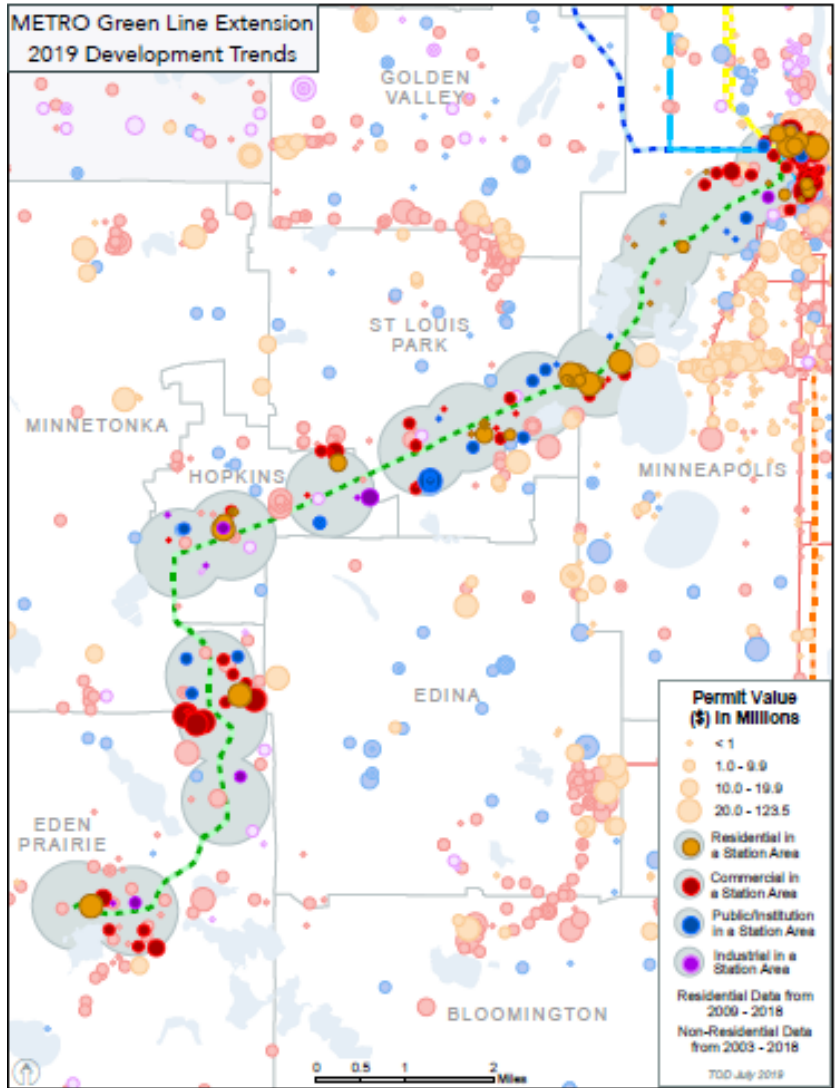 METRO Green Line Extension
2019 Development Trends
GOLDEN
VALLEY
ST LOUIS
PARK
MINNETONKA
HOPKINS
MINNEAPOLIS
EDINA
EDEN
PRAIRIE
BLOOMINGTON
Permit Value
($) in Millions
< 1
1.0 - 9.9
10.0 - 19.9
20.0 - 123.5
Residential in
a Station Area
Commercial in
a Station Area
Public/Institution
in a Station Area
Industrial in a
Station Area
Residential Data from
2009 - 2018
Non-Residential Data
from 2003 - 2018
TOD July 2019
0 0.5 1 2
Miles